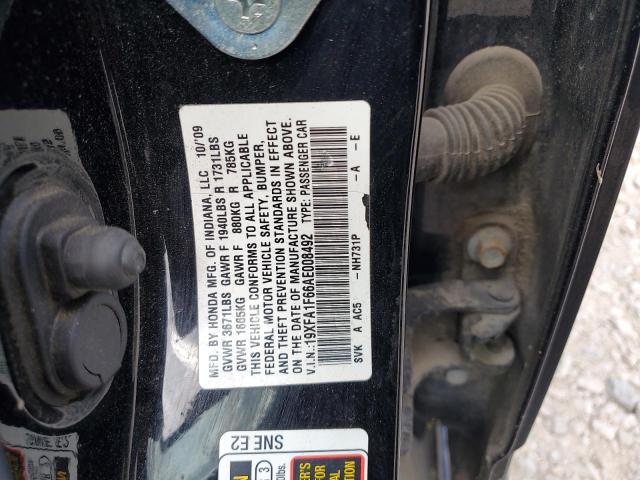 MFD. BY HONDA MFG. OF INDIANA, LLC 10/'09
GVWR 3671LBS GAWR F 1940LBS R 1731LBS
GVWR 1665KG GAWR F 880KG R 785KG
THIS VEHICLE CONFORMS TO ALL APPLICABLE
FEDERAL MOTOR VEHICLE SAFETY, BUMPER,
AND THEFT PREVENTION STANDARDS IN EFFECT
ON THE DATE OF MANUFACTURE SHOWN ABOVE.
V.I.N.:19XFA1F66AE008492 TYPE: PASSENGER CAR
SVK A AC5 -NH731P -A -E
SNE E2